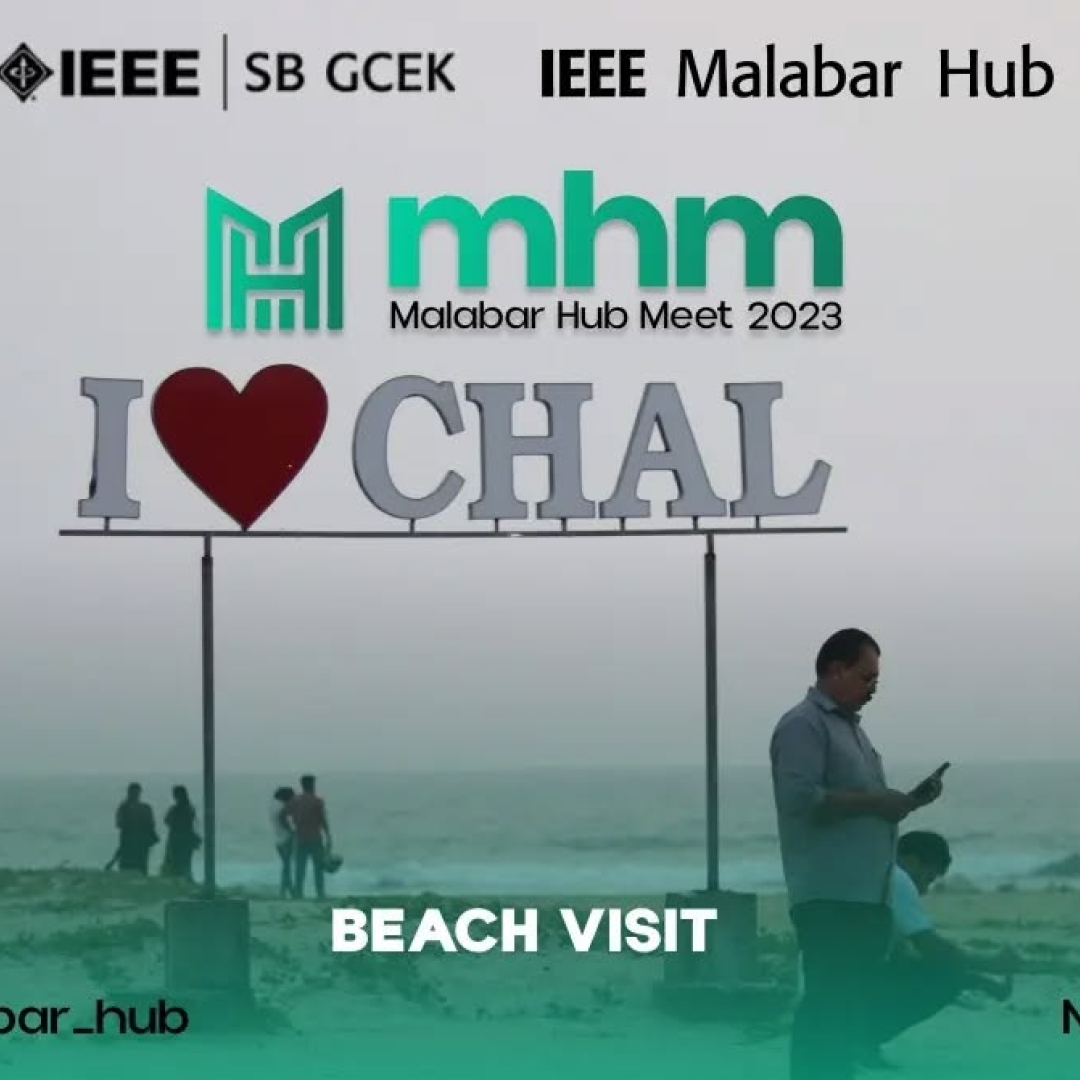 IEEE SB GCEK IEEE Malabar Hub
mhm
Malabar Hub Meet 2023
I ❤ CHAL
BEACH VISIT
bar_hub